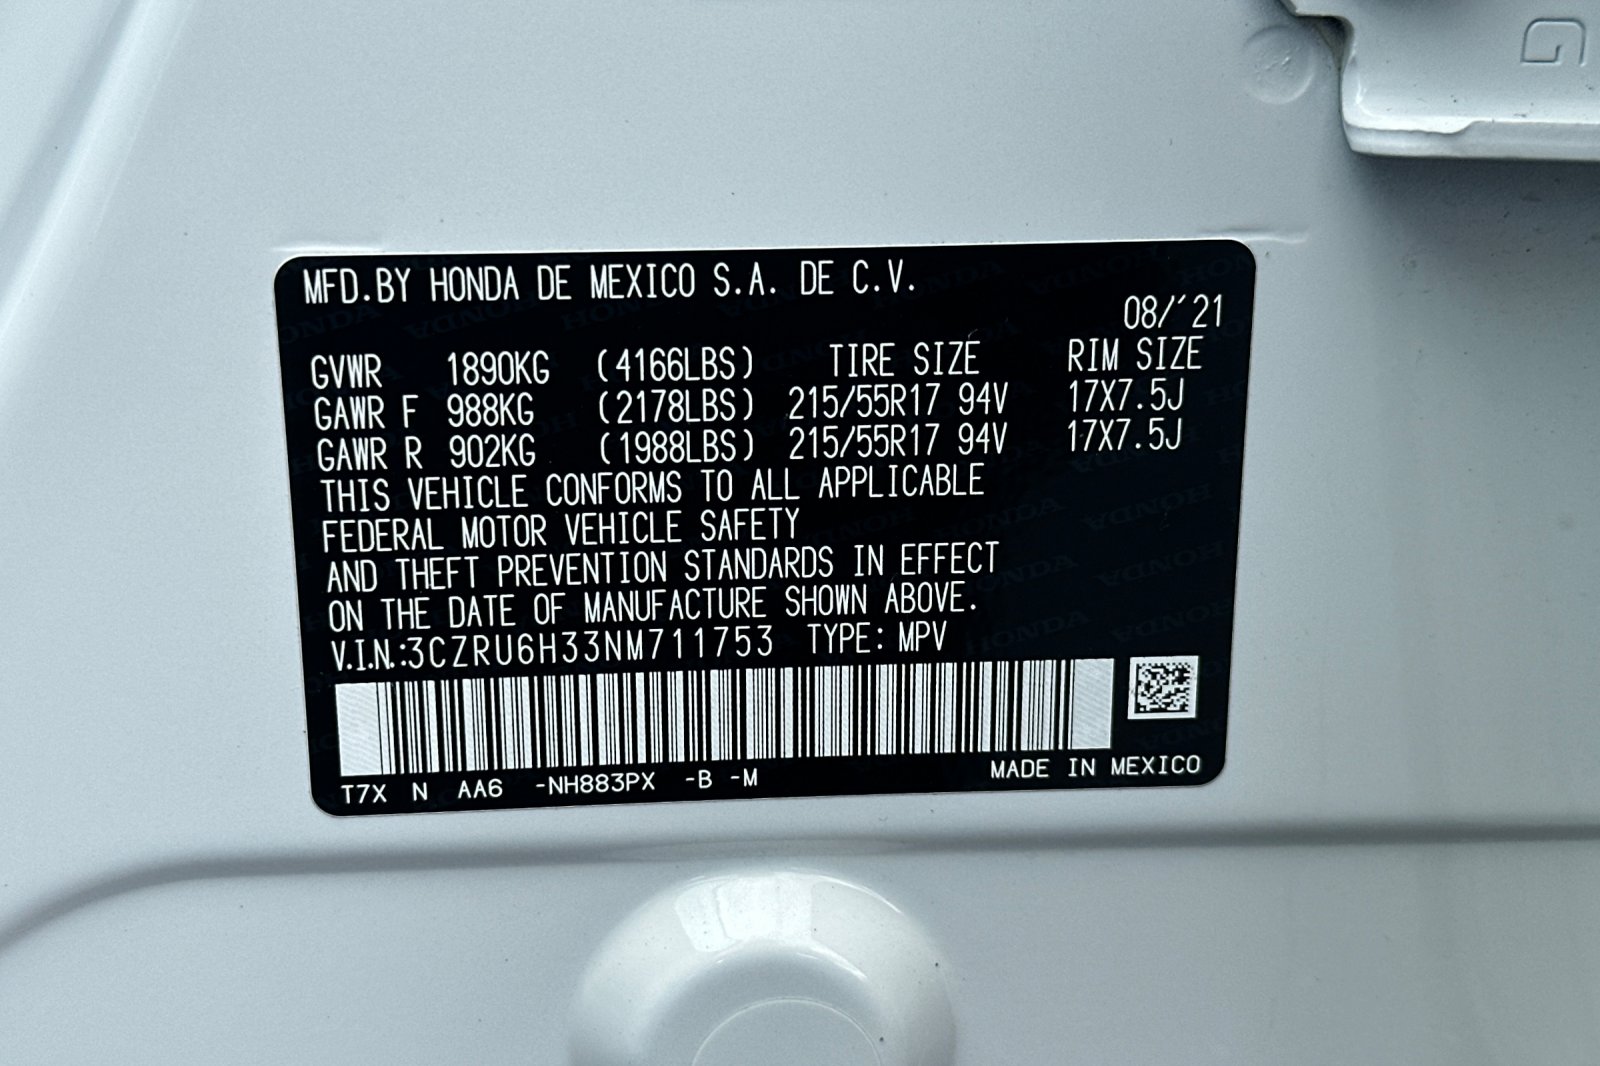 G
MFD.BY HONDA DE MEXICO S.A. DE C.V.
08/´21
GVWR 1890KG (4166LBS) TIRE SIZE RIM SIZE
GAWR F 988KG (2178LBS) 215/55R17 94V 17X7.5J
GAWR R 902KG (1988LBS) 215/55R17 94V 17X7.5J
THIS VEHICLE CONFORMS TO ALL APPLICABLE
FEDERAL MOTOR VEHICLE SAFETY
AND THEFT PREVENTION STANDARDS IN EFFECT
ON THE DATE OF MANUFACTURE SHOWN ABOVE.
V.I.N.:3CZRU6H33NM711753 TYPE: MPV
T7X N AA6 -NH883PX -B -M MADE IN MEXICO